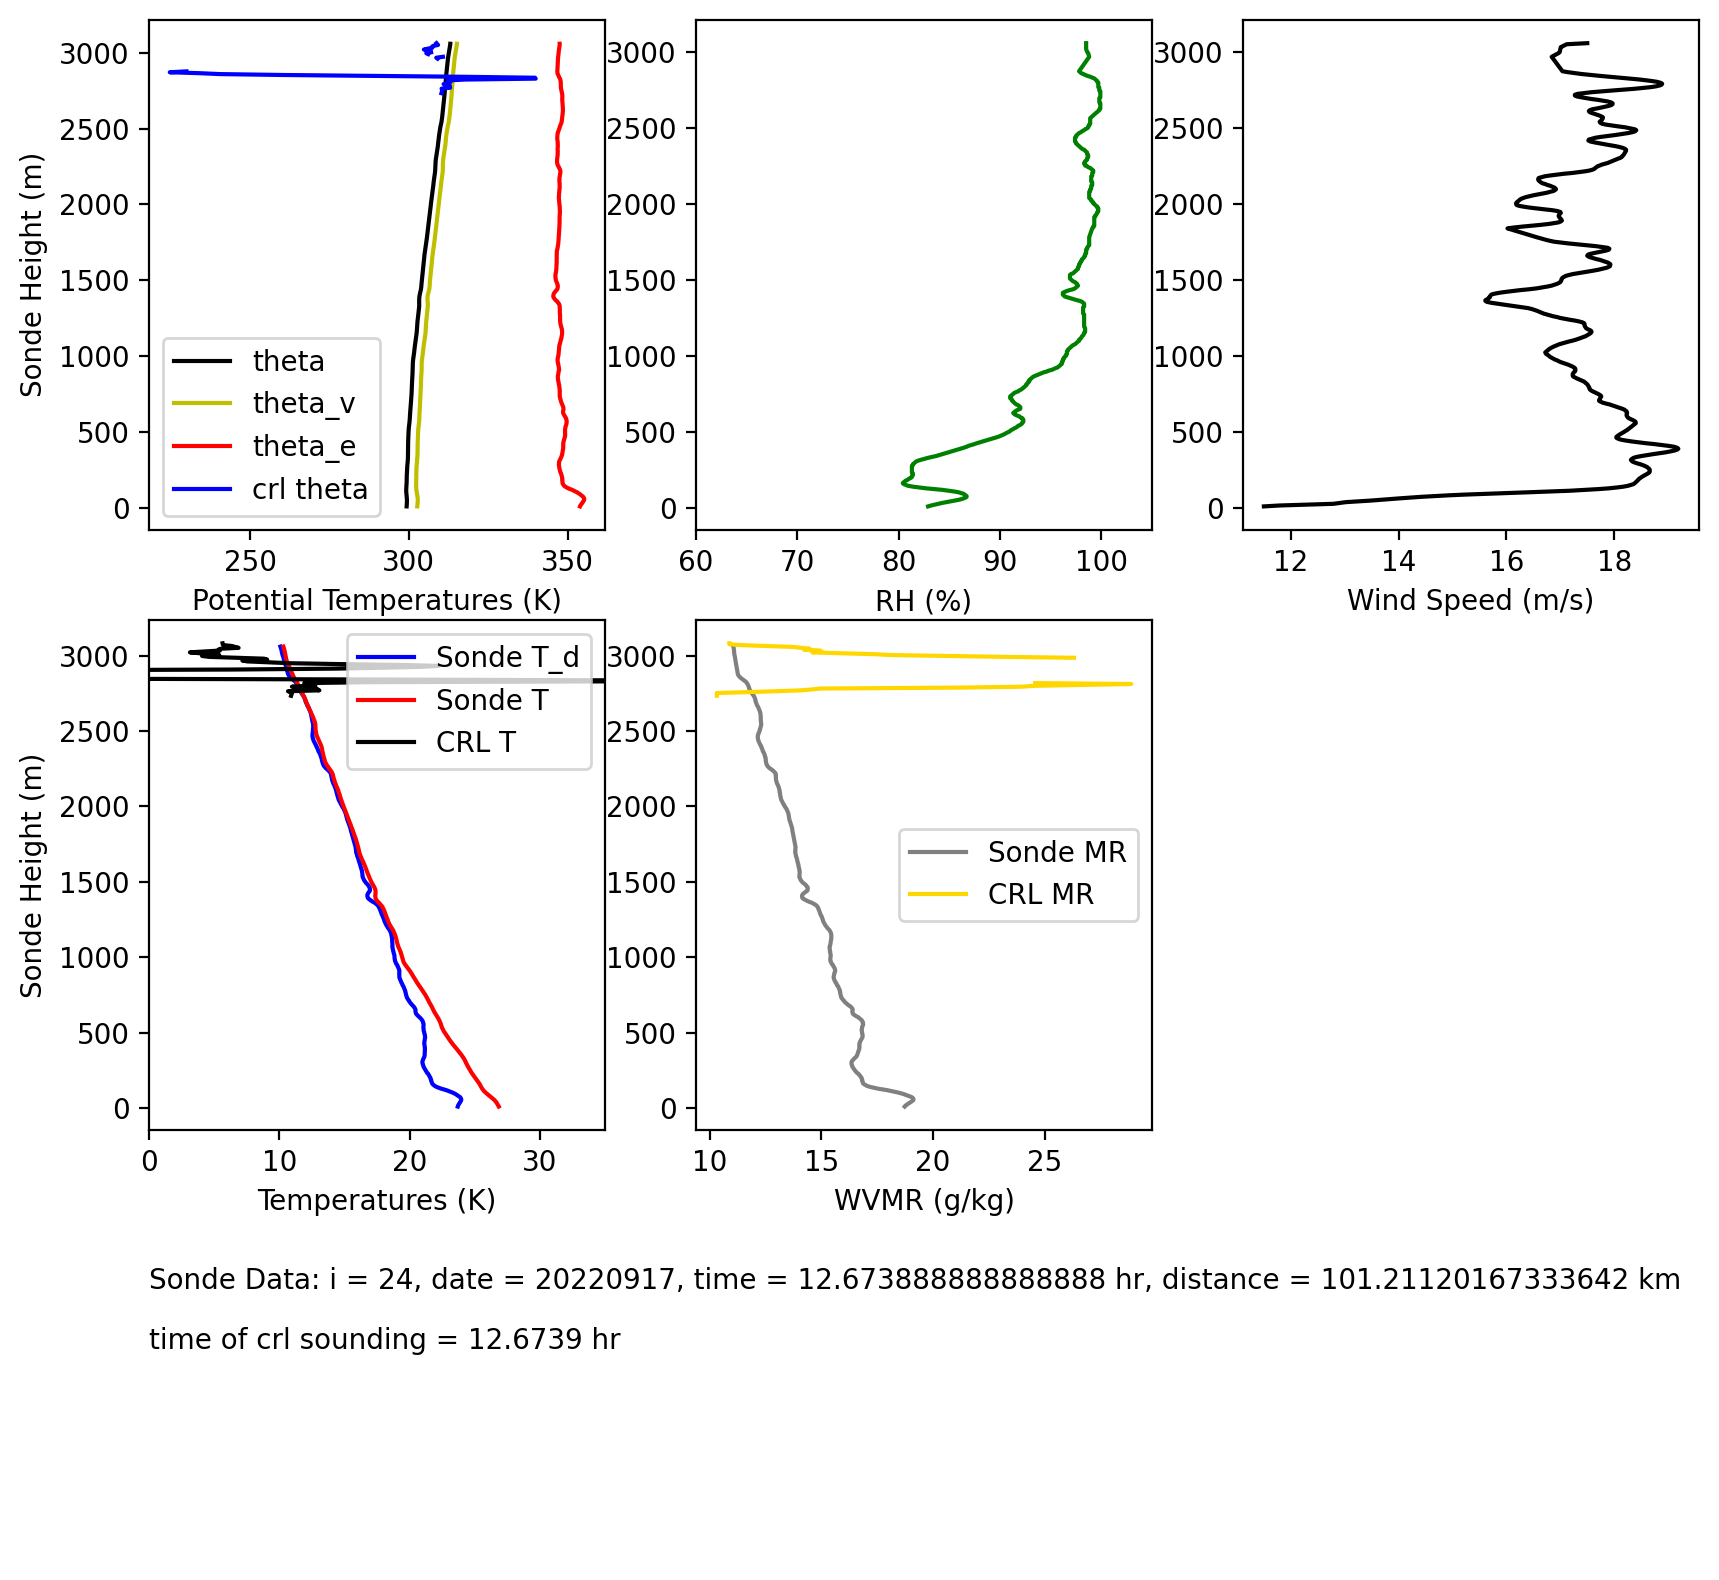 3000
2500
2000
1500
1000
500
0
Sonde Height (m)
theta
theta_v
theta_e
crl theta
250 300 350
Potential Temperatures (K)
3000
2500
2000
1500
1000
500
0
60 70 80 90 100
RH (%)
3000
2500
2000
1500
1000
500
0
12 14 16 18
Wind Speed (m/s)
3000
2500
2000
1500
1000
500
0
Sonde Height (m)
Sonde T_d
Sonde T
CRL T
0 10 20 30
Temperatures (K)
3000
2500
2000
1500
1000
500
0
Sonde MR
CRL MR
10 15 20 25
WVMR (g/kg)
Sonde Data: i = 24, date = 20220917, time = 12.673888888888888 hr, distance = 101.21120167333642 km
time of crl sounding = 12.6739 hr